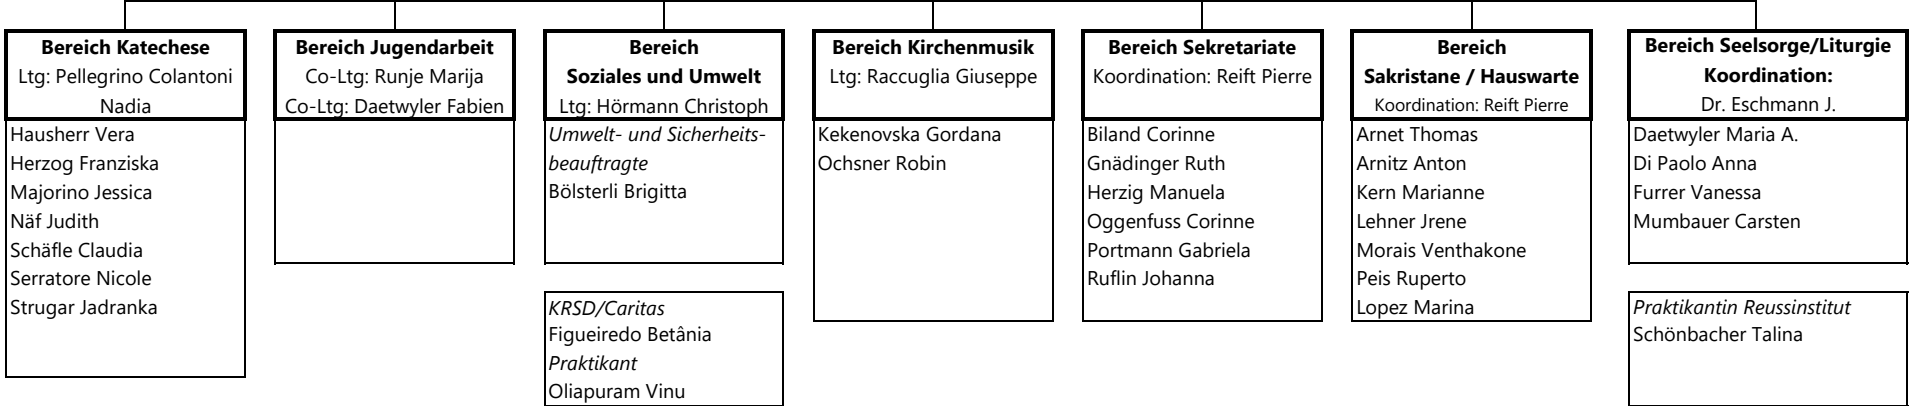 Bereich Katechese
Ltg: Pellegrino Colantoni
Nadia
Hausherr Vera
Herzog Franziska
Majorino Jessica
Näf Judith
Schäfle Claudia
Serratore Nicole
Strugar Jadranka
Bereich Jugendarbeit
Co-Ltg: Runje Marija
Co-Ltg: Daetwyler Fabien
Bereich
Soziales und Umwelt
Ltg: Hörmann Christoph
Umwelt- und Sicherheits-
beauftragte
Bölsterli Brigitta
KRSD/Caritas
Figueiredo Betânia
Praktikant
Oliapuram Vinu
Bereich Kirchenmusik
Ltg: Raccuglia Giuseppe
Kekenovska Gordana
Ochsner Robin
Bereich Sekretariate
Koordination: Reift Pierre
Biland Corinne
Gnädinger Ruth
Herzig Manuela
Oggenfuss Corinne
Portmann Gabriela
Ruflin Johanna
Bereich
Sakristane / Hauswarte
Koordination: Reift Pierre
Arnet Thomas
Arnitz Anton
Kern Marianne
Lehner Jrene
Morais Venthakone
Peis Ruperto
Lopez Marina
Bereich Seelsorge/Liturgie
Koordination:
Dr. Eschmann J.
Daetwyler Maria A.
Di Paolo Anna
Furrer Vanessa
Mumbauer Carsten
Praktikantin Reussinstitut
Schönbacher Talina